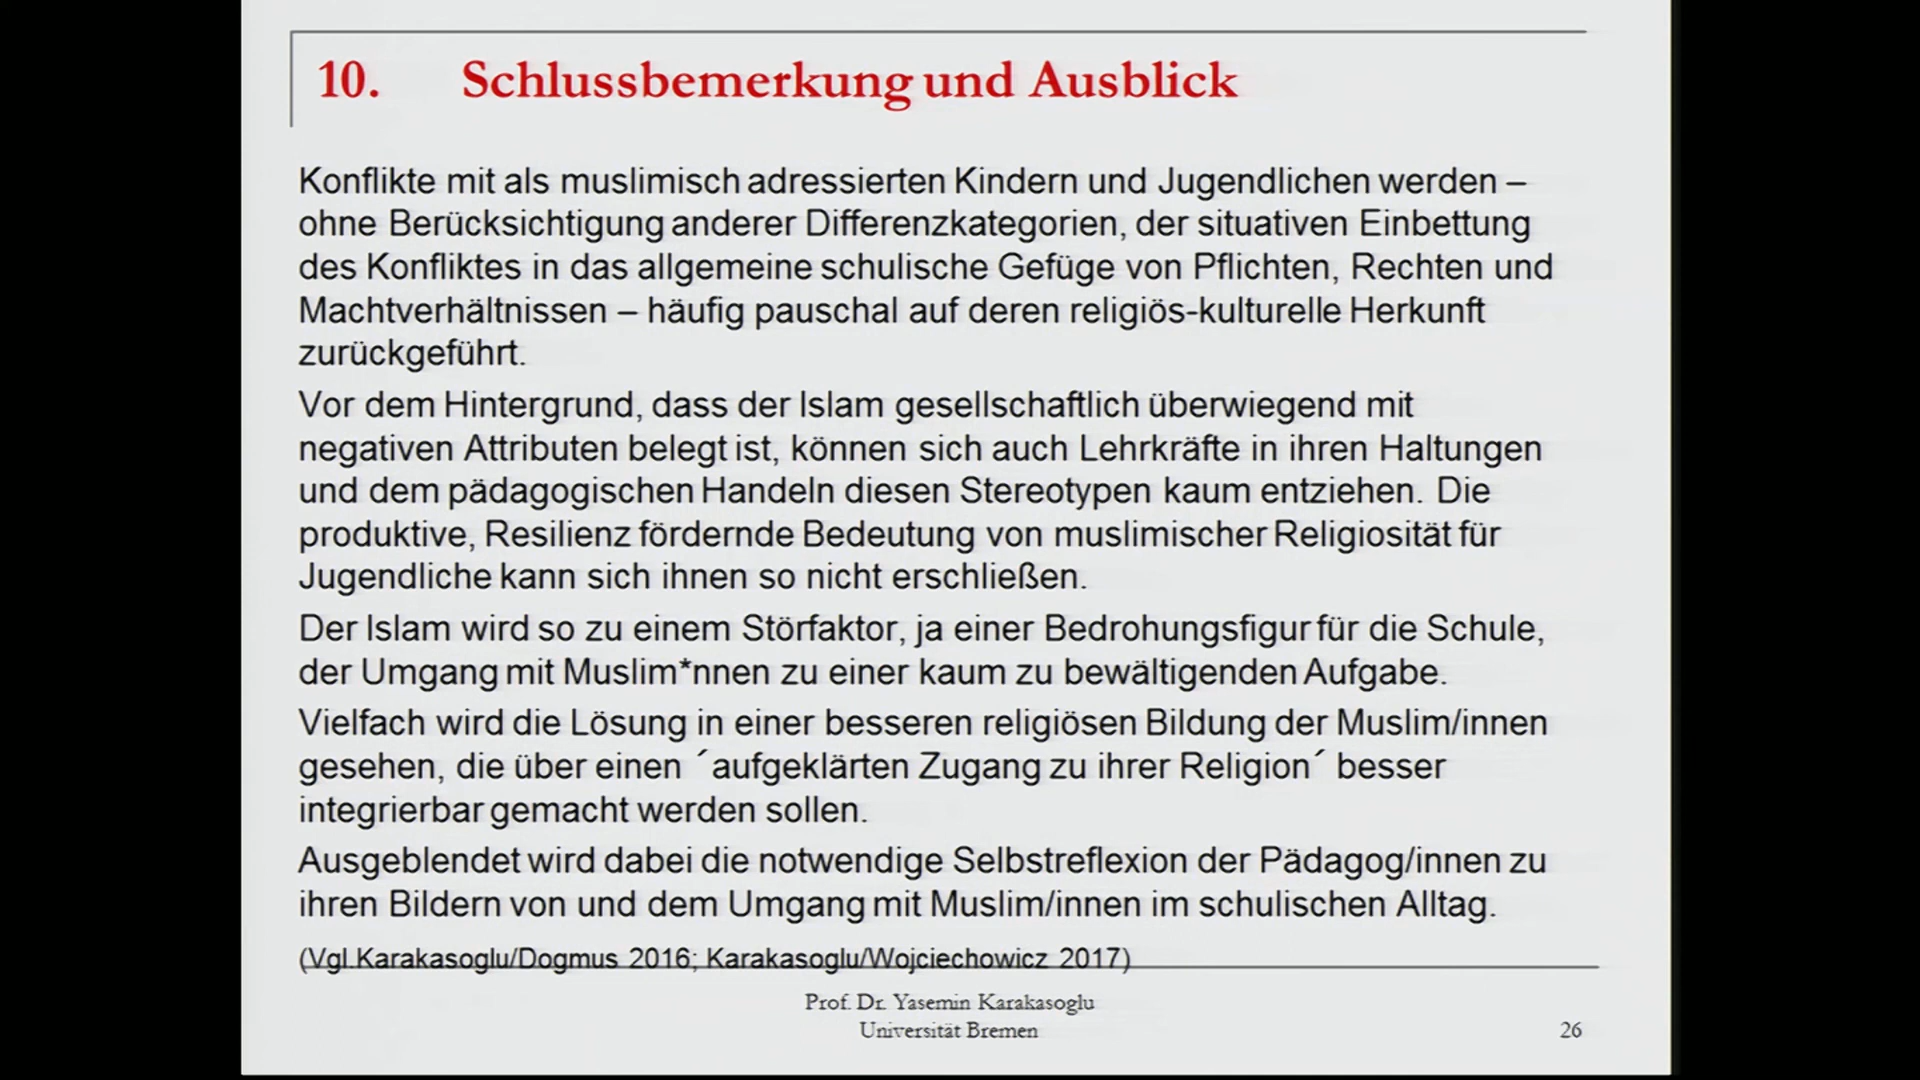 10. Schlussbemerkung und Ausblick
Konflikte mit als muslimisch adressierten Kindern und Jugendlichen werden –
ohne Berücksichtigung anderer Differenzkategorien, der situativen Einbettung
des Konfliktes in das allgemeine schulische Gefüge von Pflichten, Rechten und
Machtverhältnissen – häufig pauschal auf deren religiös-kulturelle Herkunft
zurückgeführt.
Vor dem Hintergrund, dass der Islam gesellschaftlich überwiegend mit
negativen Attributen belegt ist, können sich auch Lehrkräfte in ihren Haltungen
und dem pädagogischen Handeln diesen Stereotypen kaum entziehen. Die
produktive, Resilienz fördernde Bedeutung von muslimischer Religiosität für
Jugendliche kann sich ihnen so nicht erschließen.
Der Islam wird so zu einem Störfaktor, ja einer Bedrohungsfigur für die Schule,
der Umgang mit Muslim*nnen zu einer kaum zu bewältigenden Aufgabe.
Vielfach wird die Lösung in einer besseren religiösen Bildung der Muslim/innen
gesehen, die über einen ´aufgeklärten Zugang zu ihrer Religion´ besser
integrierbar gemacht werden sollen.
Ausgeblendet wird dabei die notwendige Selbstreflexion der Pädagog/innen zu
ihren Bildern von und dem Umgang mit Muslim/innen im schulischen Alltag.
(Vgl.Karakasoglu/Dogmus 2016; Karakasoglu/Wojciechowicz 2017)
Prof. Dr. Yasemin Karakasoglu
Universität Bremen
26